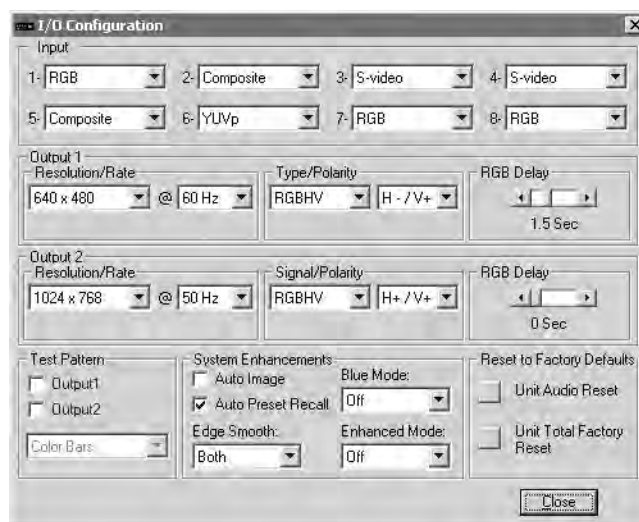 I/O Configuration
Input
1- RGB 2- Composite 3- S-video 4- S-video
5- Composite 6- YUVp 7- RGB 8- RGB
Output 1
Resolution/Rate Type/Polarity RGB Delay
640 x 480 @ 60 Hz RGBHV H - / V+
1.5 Sec
Output 2
Resolution/Rate Signal/Polarity RGB Delay
1024 x 768 @ 50 Hz RGBHV H+ / V+
0 Sec
Test Pattern System Enhancements Reset to Factory Defaults
Output1 Auto Image Blue Mode: Unit Audio Reset
Output2 Auto Preset Recall Off
Color Bars Edge Smooth: Enhanced Mode: Unit Total Factory Reset
Both Off
Close